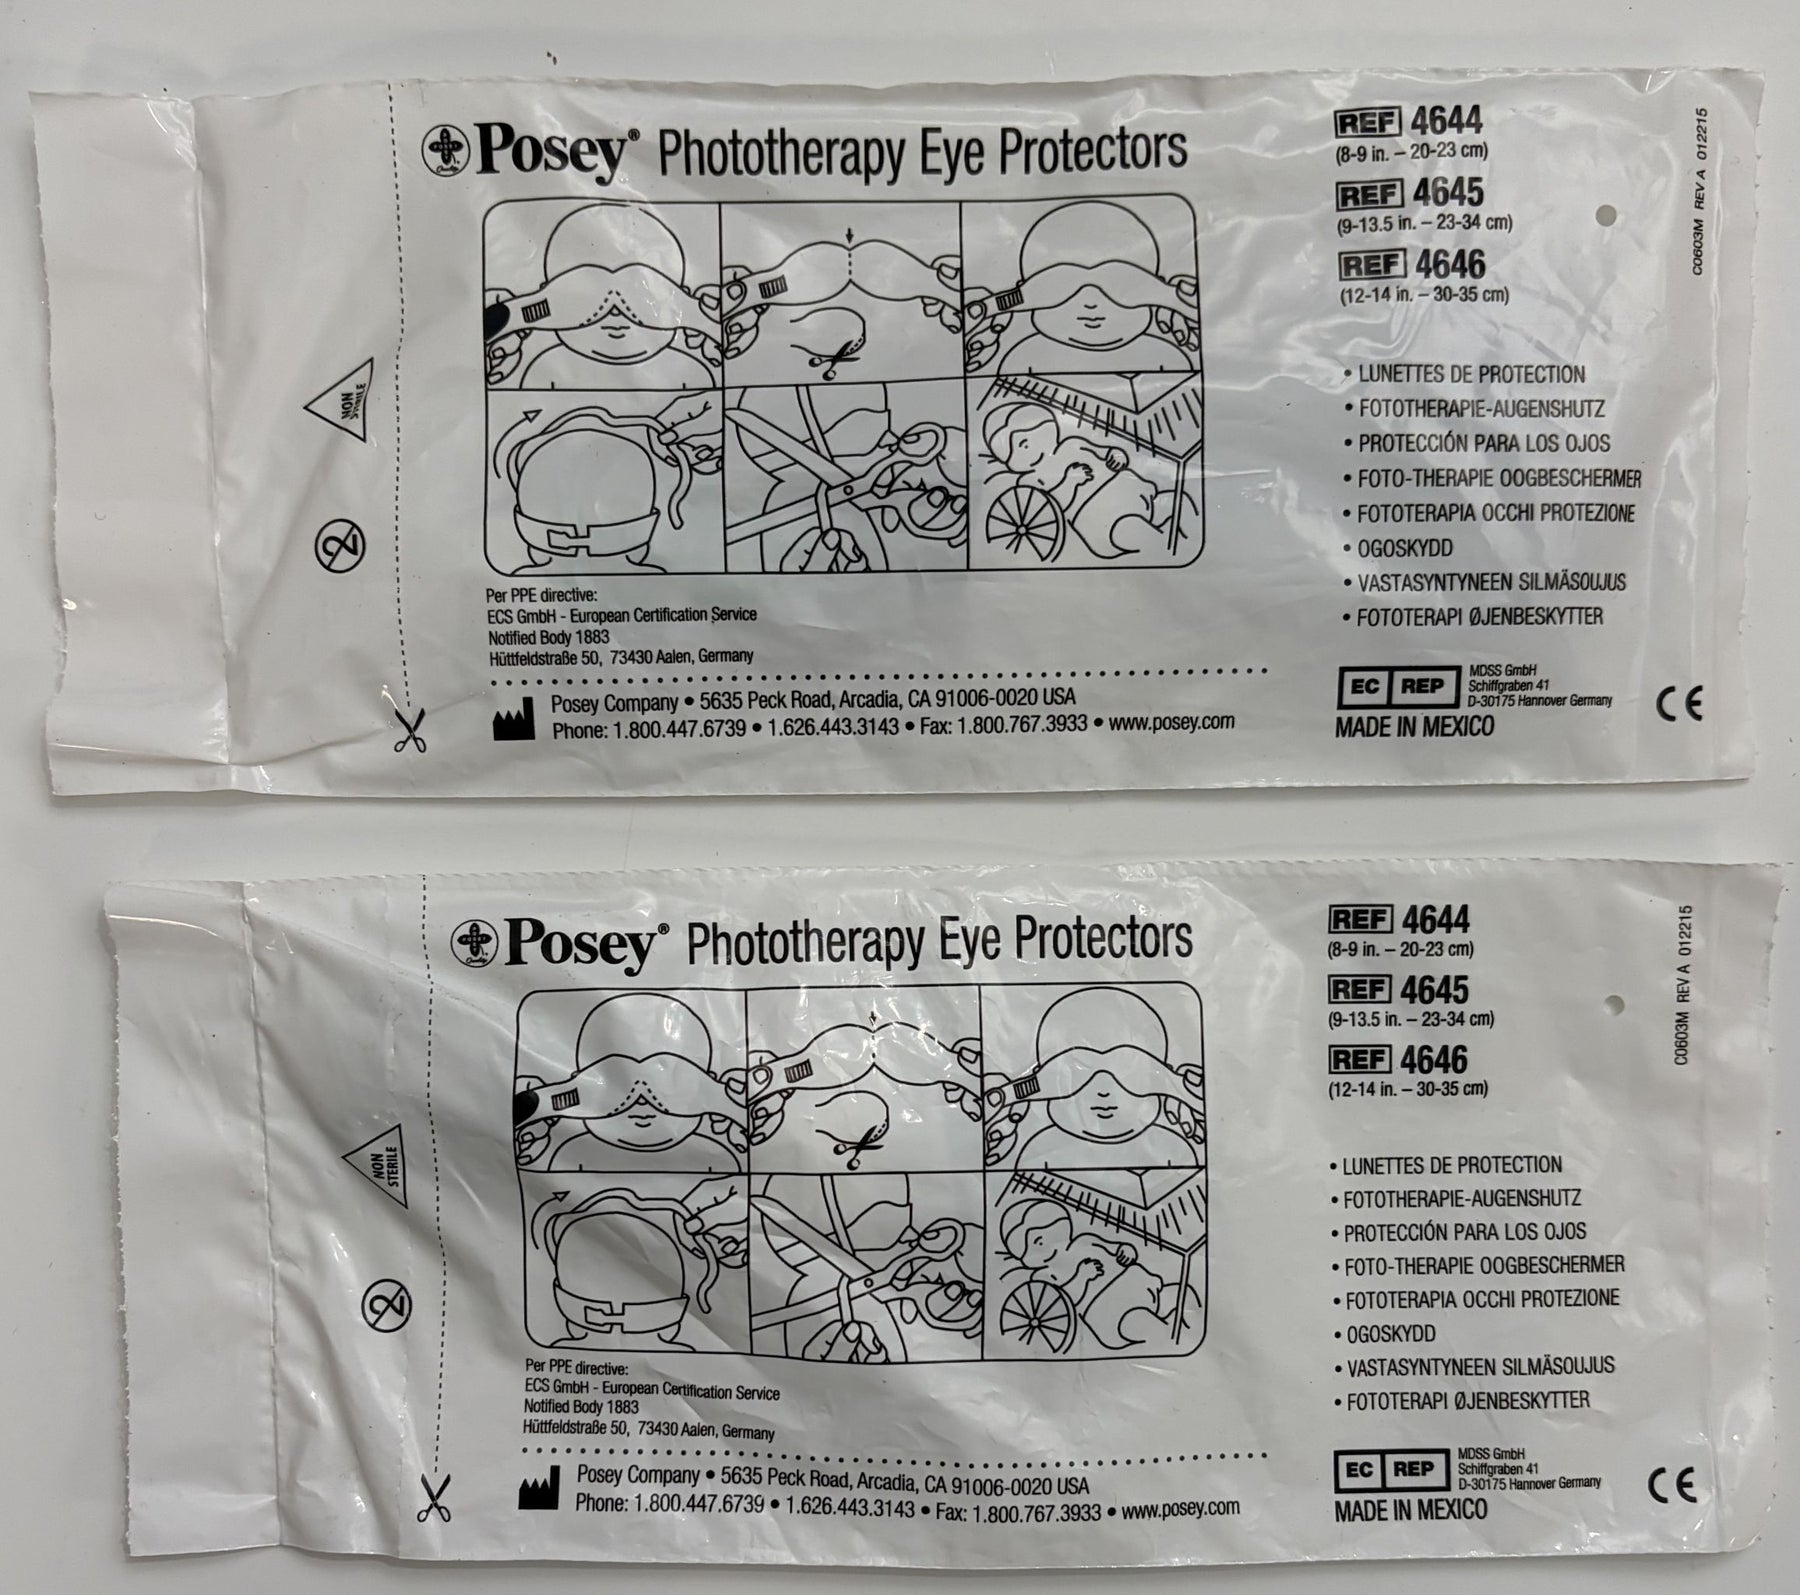 Posey® Phototherapy Eye Protectors
REF 4644
(8-9 in. – 20-23 cm)
REF 4645
(9-13.5 in. – 23-34 cm)
REF 4646
(12-14 in. – 30-35 cm)
C0603M REV A 012215
NON STERILE
2
• LUNETTES DE PROTECTION
• FOTOTHERAPIE-AUGENSHUTZ
• PROTECCIÓN PARA LOS OJOS
• FOTO-THERAPIE OOGBESCHERMER
• FOTOTERAPIA OCCHI PROTEZIONE
• OGOSKYDD
• VASTASYNTYNEEN SILMÄSOUJUS
• FOTOTERAPI ØJENBESKYTTER
Per PPE directive:
ECS GmbH - European Certification Service
Notified Body 1883
Hüttfeldstraße 50, 73430 Aalen, Germany
Posey Company • 5635 Peck Road, Arcadia, CA 91006-0020 USA
Phone: 1.800.447.6739 • 1.626.443.3143 • Fax: 1.800.767.3933 • www.posey.com
EC REP
MDSS GmbH
Schiffgraben 41
D-30175 Hannover Germany
MADE IN MEXICO
CE
Posey® Phototherapy Eye Protectors
REF 4644
(8-9 in. – 20-23 cm)
REF 4645
(9-13.5 in. – 23-34 cm)
REF 4646
(12-14 in. – 30-35 cm)
C0603M REV A 012215
NON
STERILE
2
• LUNETTES DE PROTECTION
• FOTOTHERAPIE-AUGENSHUTZ
• PROTECCIÓN PARA LOS OJOS
• FOTO-THERAPIE OOGBESCHERMER
• FOTOTERAPIA OCCHI PROTEZIONE
• OGOSKYDD
• VASTASYNTYNEEN SILMÄSOUJUS
• FOTOTERAPI ØJENBESKYTTER
Per PPE directive:
ECS GmbH - European Certification Service
Notified Body 1883
Hüttfeldstraße 50, 73430 Aalen, Germany
Posey Company • 5635 Peck Road, Arcadia, CA 91006-0020 USA
Phone: 1.800.447.6739 • 1.626.443.3143 • Fax: 1.800.767.3933 • www.posey.com
EC REP
MDSS GmbH
Schiffgraben 41
D-30175 Hannover Germany
MADE IN MEXICO
CE